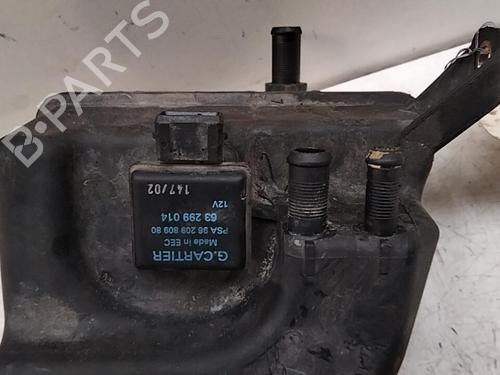 B-PARTS
147/02
G.CARTIER
Made in EEC
PSA 96 209 809 80
63 299 014
12V